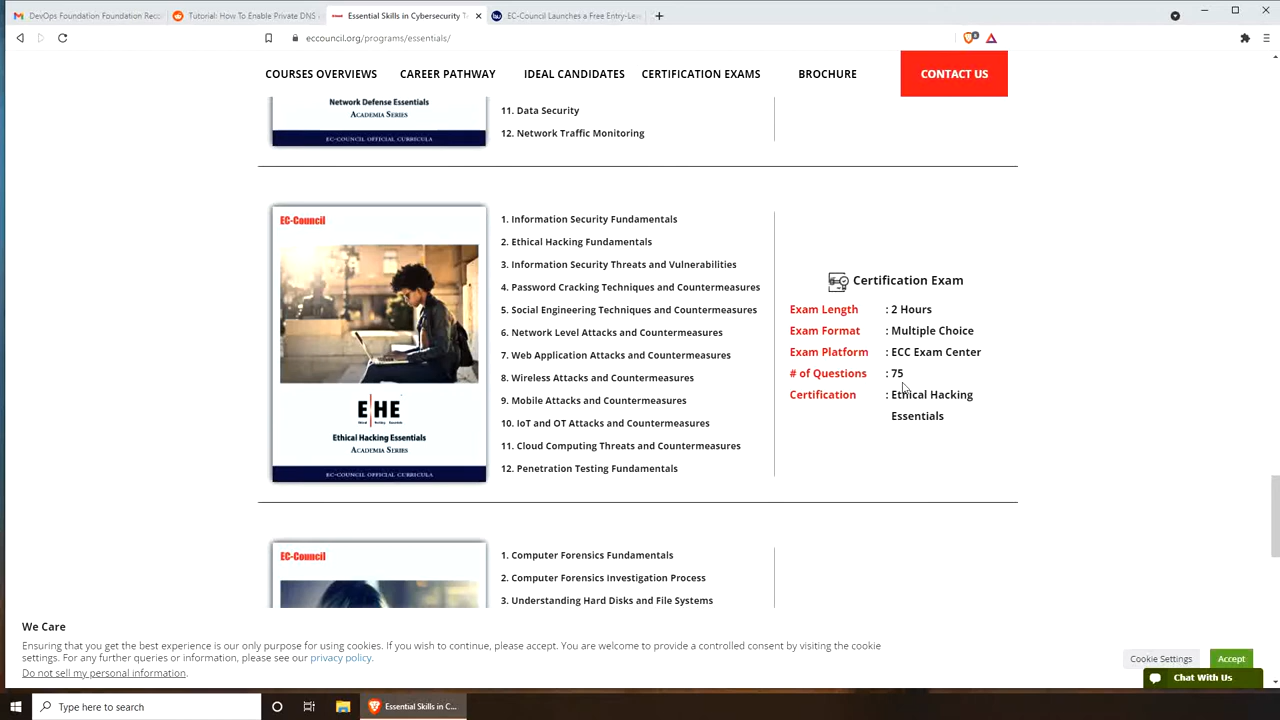 DevOps Foundation Foundation Reco
Tutorial: How To Enable Private DNS
Essential Skills in Cybersecurity T
EC-Council Launches a Free Entry-Lev
eccouncil.org/programs/essentials/
COURSES OVERVIEWS
CAREER PATHWAY
IDEAL CANDIDATES
CERTIFICATION EXAMS
BROCHURE
CONTACT US
Network Defense Essentials
ACADEMIA SERIES
EC-COUNCIL OFFICIAL CURRICULA
11. Data Security
12. Network Traffic Monitoring
EC-Council
EHE
Ethical Hacking Essentials
Ethical Hacking Essentials
ACADEMIA SERIES
EC-COUNCIL OFFICIAL CURRICULA
1. Information Security Fundamentals
2. Ethical Hacking Fundamentals
3. Information Security Threats and Vulnerabilities
4. Password Cracking Techniques and Countermeasures
5. Social Engineering Techniques and Countermeasures
6. Network Level Attacks and Countermeasures
7. Web Application Attacks and Countermeasures
8. Wireless Attacks and Countermeasures
9. Mobile Attacks and Countermeasures
10. IoT and OT Attacks and Countermeasures
11. Cloud Computing Threats and Countermeasures
12. Penetration Testing Fundamentals
Certification Exam
Exam Length : 2 Hours
Exam Format : Multiple Choice
Exam Platform : ECC Exam Center
# of Questions : 75
Certification : Ethical Hacking
Essentials
EC-Council
1. Computer Forensics Fundamentals
2. Computer Forensics Investigation Process
3. Understanding Hard Disks and File Systems
We Care
Ensuring that you get the best experience is our only purpose for using cookies. If you wish to continue, please accept. You are welcome to provide a controlled consent by visiting the cookie
settings. For any further queries or information, please see our privacy policy.
Do not sell my personal information.
Cookie Settings
Accept
Chat With Us
Type here to search
Essential Skills in C...